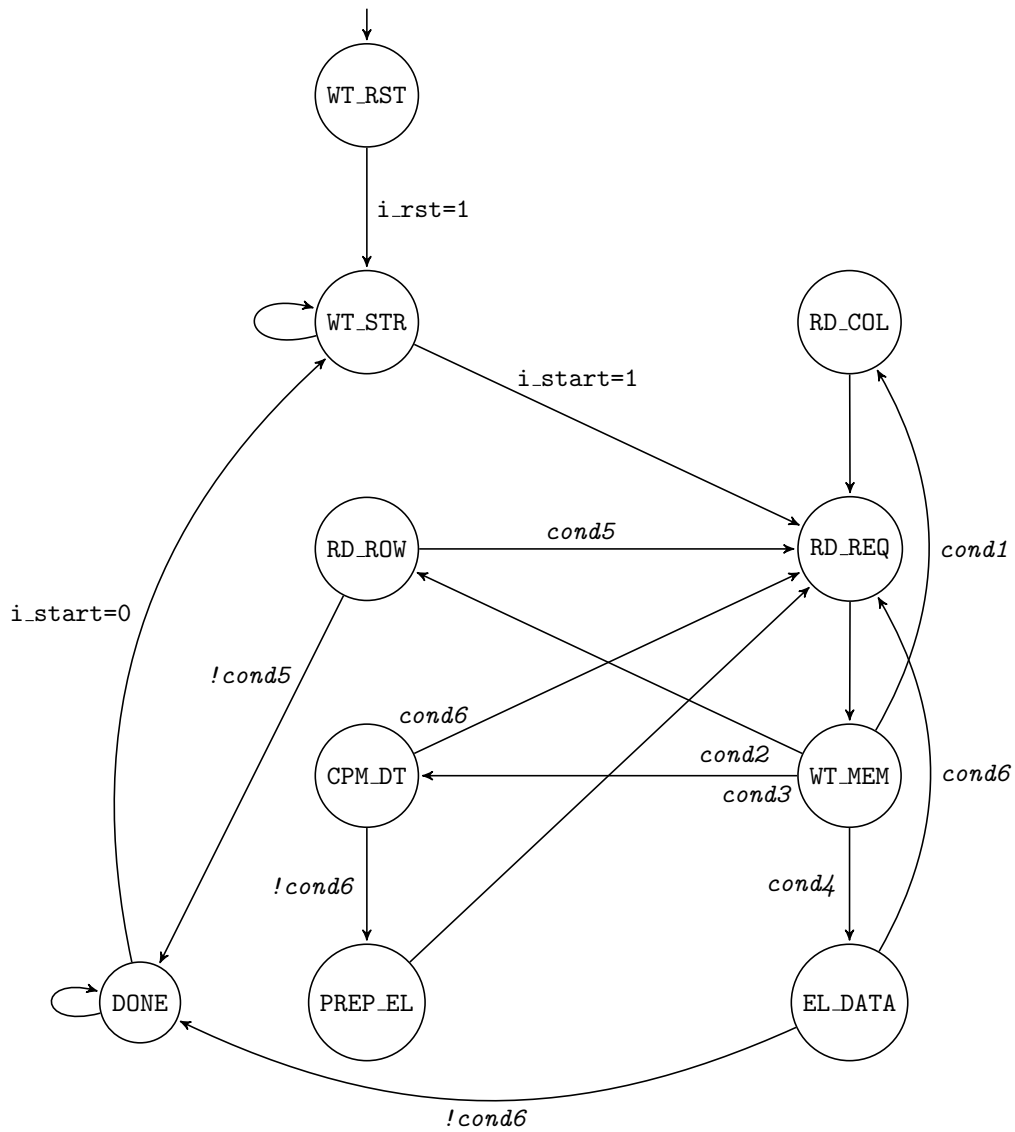 WT_RST
i_rst=1
WT_STR
RD_COL
i_start=1
RD_ROW
cond5
RD_REQ
cond1
i_start=0
!cond5
cond6
CPM_DT
cond2
WT_MEM
cond6
cond3
!cond6
cond4
DONE
PREP_EL
EL_DATA
!cond6